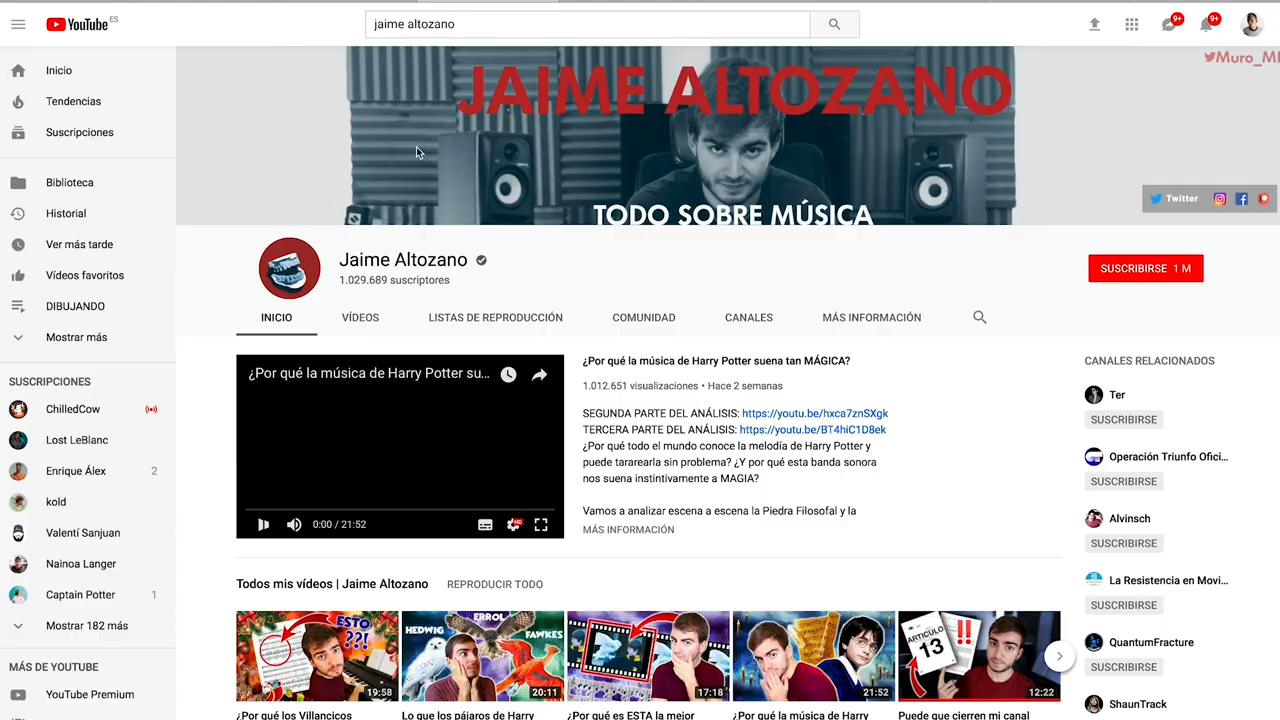 YouTube ES
jaime altozano
9+
9+
Inicio
Tendencias
Suscripciones
Biblioteca
Historial
Ver más tarde
Vídeos favoritos
DIBUJANDO
Mostrar más
SUSCRIPCIONES
ChilledCow
Lost LeBlanc
Enrique Álex 2
kold
Valentí Sanjuan
Nainoa Langer
Captain Potter 1
Mostrar 182 más
MÁS DE YOUTUBE
YouTube Premium
JAIME ALTOZANO
TODO SOBRE MÚSICA
Twitter
Jaime Altozano
1.029.689 suscriptores
SUSCRIBIRSE 1 M
INICIO
VÍDEOS
LISTAS DE REPRODUCCIÓN
COMUNIDAD
CANALES
MÁS INFORMACIÓN
¿Por qué la música de Harry Potter su...
0:00 / 21:52
HD
¿Por qué la música de Harry Potter suena tan MÁGICA?
1.012.651 visualizaciones • Hace 2 semanas
SEGUNDA PARTE DEL ANÁLISIS: https://youtu.be/hxca7znSXgk
TERCERA PARTE DEL ANÁLISIS: https://youtu.be/BT4hiC1D8ek
¿Por qué todo el mundo conoce la melodía de Harry Potter y
puede tararearla sin problema? ¿Y por qué esta banda sonora
nos suena instintivamente a MAGIA?
Vamos a analizar escena a escena la Piedra Filosofal y la
MÁS INFORMACIÓN
Todos mis vídeos | Jaime Altozano
REPRODUCIR TODO
ESTO
??!
19:58
HEDWIG
ERROL
FAWKES
20:11
17:18
21:52
ARTICULO
13
12:22
¿Por qué los Villancicos
Lo que los pájaros de Harry
¿Por qué es ESTA la mejor
¿Por qué la música de Harry
Puede que cierren mi canal
CANALES RELACIONADOS
Ter
SUSCRIBIRSE
Operación Triunfo Ofici...
SUSCRIBIRSE
Alvinsch
SUSCRIBIRSE
La Resistencia en Movi...
SUSCRIBIRSE
QuantumFracture
SUSCRIBIRSE
ShaunTrack